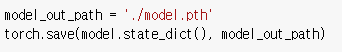 model_out_path = './model.pth'
torch.save(model.state_dict(), model_out_path)